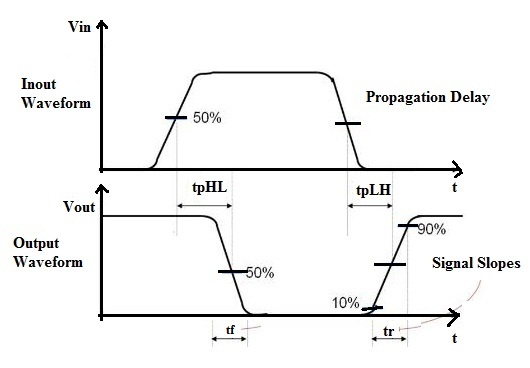 Vin
Inout
Waveform
50%
Propagation Delay
tpHL
tpLH
t
Vout
90%
Output
Waveform
50%
Signal Slopes
10%
t
tf
tr